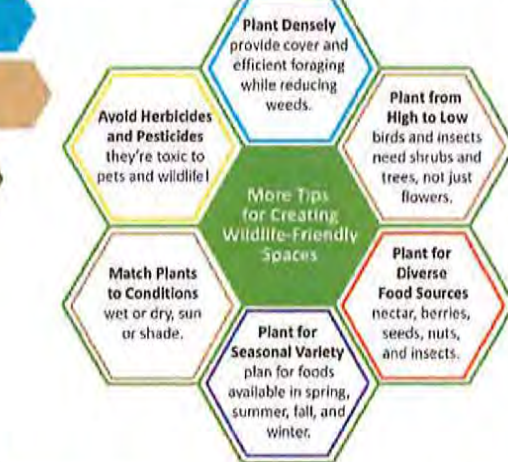 Plant Densely
provide cover and
efficient foraging
while reducing
weeds.
Avoid Herbicides
and Pesticides
they're toxic to
pets and wildlife!
Plant from
High to Low
birds and insects
need shrubs and
trees, not just
flowers.
More Tips
for Creating
Wildlife-Friendly
Spaces
Match Plants
to Conditions
wet or dry, sun
or shade.
Plant for
Diverse
Food Sources
nectar, berries,
seeds, nuts,
and insects.
Plant for
Seasonal Variety
plan for foods
available in spring,
summer, fall, and
winter.